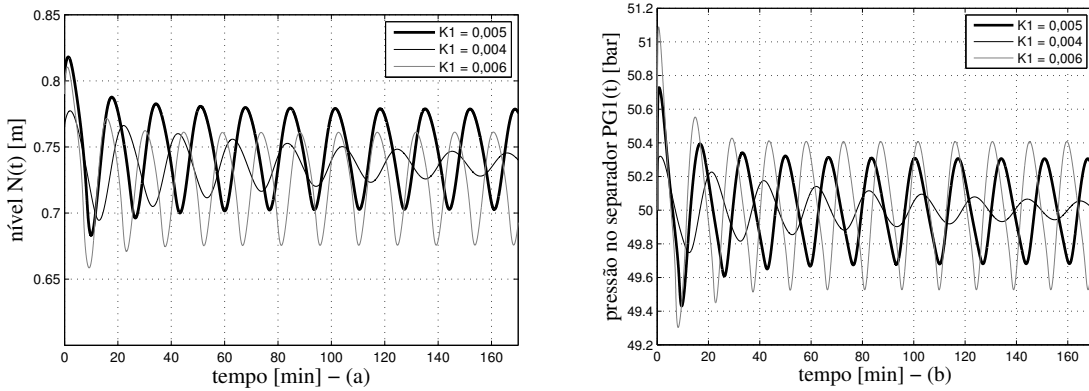 0.85
0.8
0.75
0.7
0.65
nível N(t) [m]
K1 = 0,005
K1 = 0,004
K1 = 0,006
0 20 40 60 80 100 120 140 160
tempo [min] − (a)
51.2
51
50.8
50.6
50.4
50.2
50
49.8
49.6
49.4
49.2
pressão no separador PG1(t) [bar]
K1 = 0,005
K1 = 0,004
K1 = 0,006
0 20 40 60 80 100 120 140 160
tempo [min] − (b)